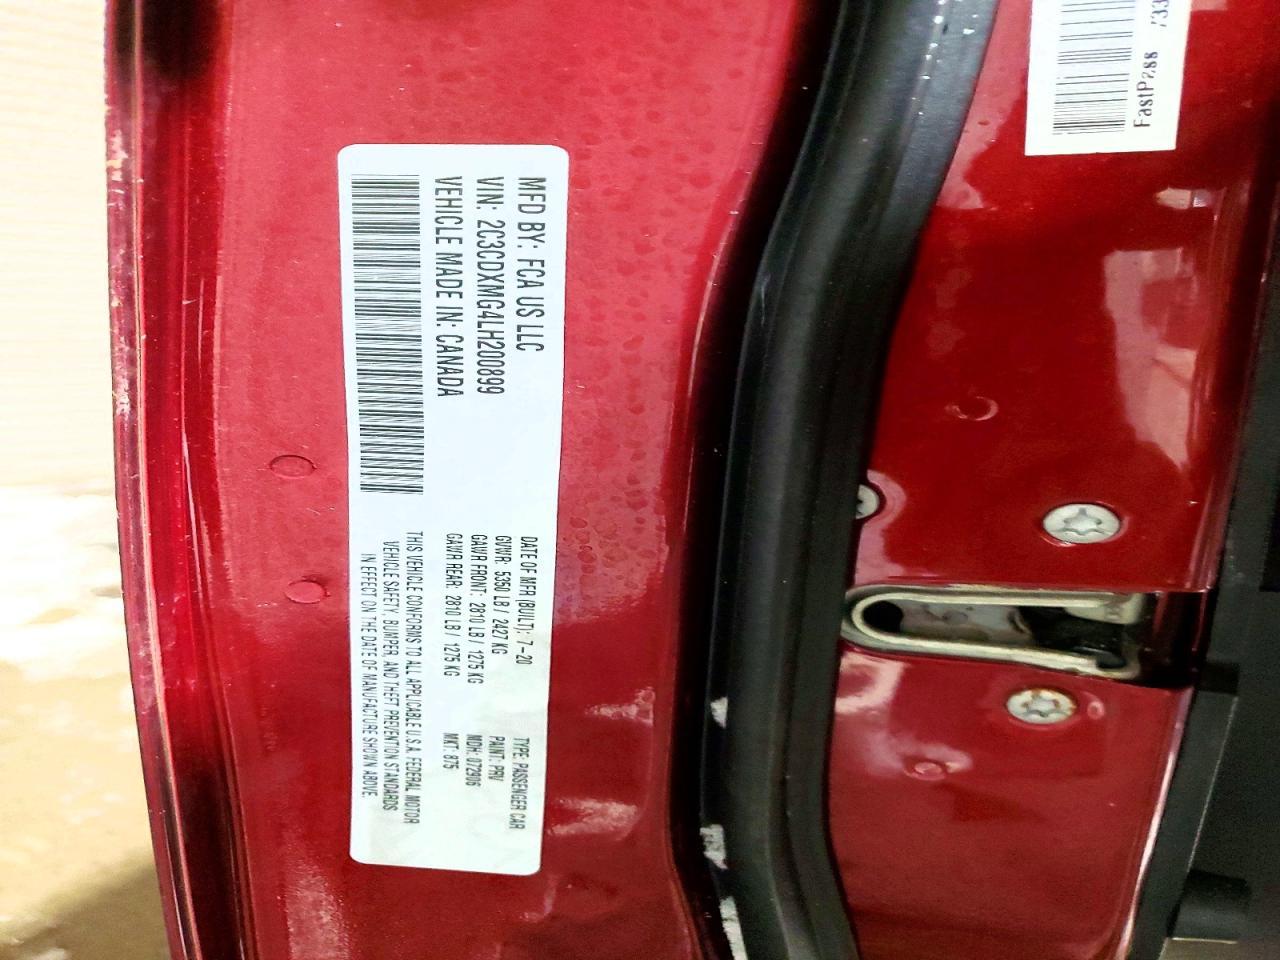 MFD BY: FCA US LLC
VIN: 2C3CDXMG4LH200899
VEHICLE MADE IN: CANADA
DATE OF MFR (BUILT): 7-20
GVWR: 5350 LB / 2427 KG
GAWR FRONT: 2810 LB / 1275 KG
GAWR REAR: 2810 LB / 1275 KG
TYPE: PASSENGER CAR
PAINT: PRV
MDH: 072906
MKT: 875
THIS VEHICLE CONFORMS TO ALL APPLICABLE U.S.A. FEDERAL MOTOR
VEHICLE SAFETY, BUMPER, AND THEFT PREVENTION STANDARDS
IN EFFECT ON THE DATE OF MANUFACTURE SHOWN ABOVE.
FastPass